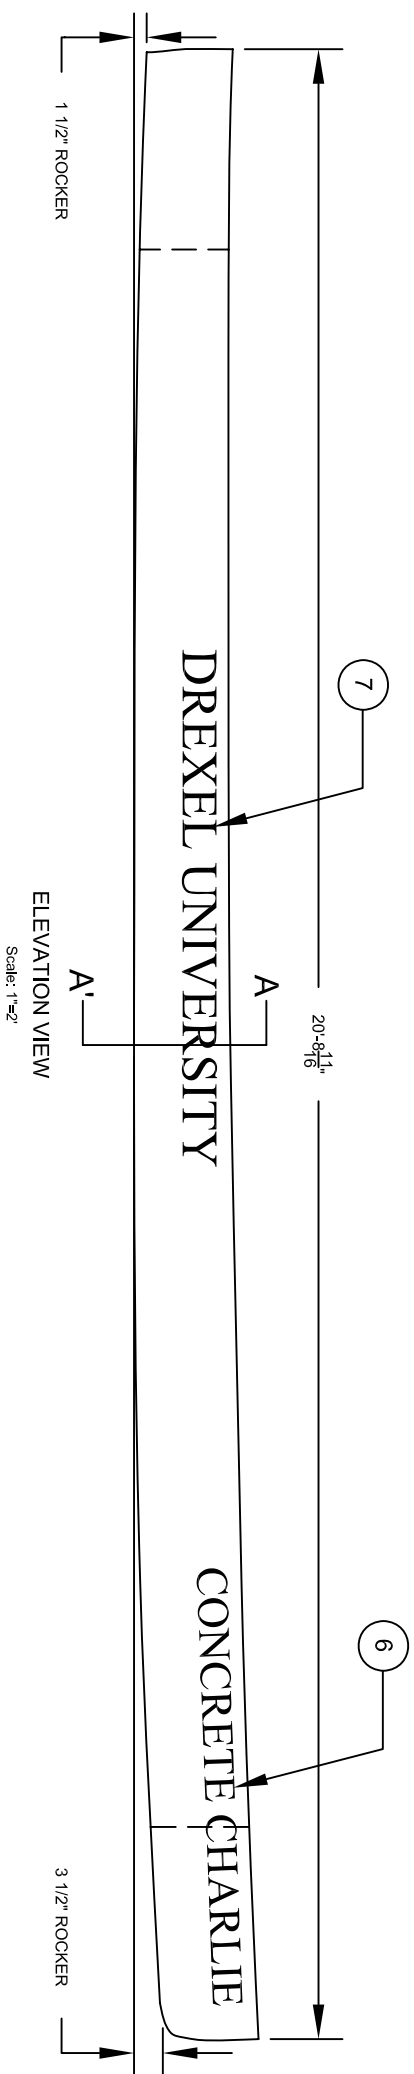 7
6
20'-8 11/16"
DREXEL UNIVERSITY
CONCRETE CHARLIE
A
A'
1 1/2" ROCKER
3 1/2" ROCKER
ELEVATION VIEW
Scale: 1"=2'